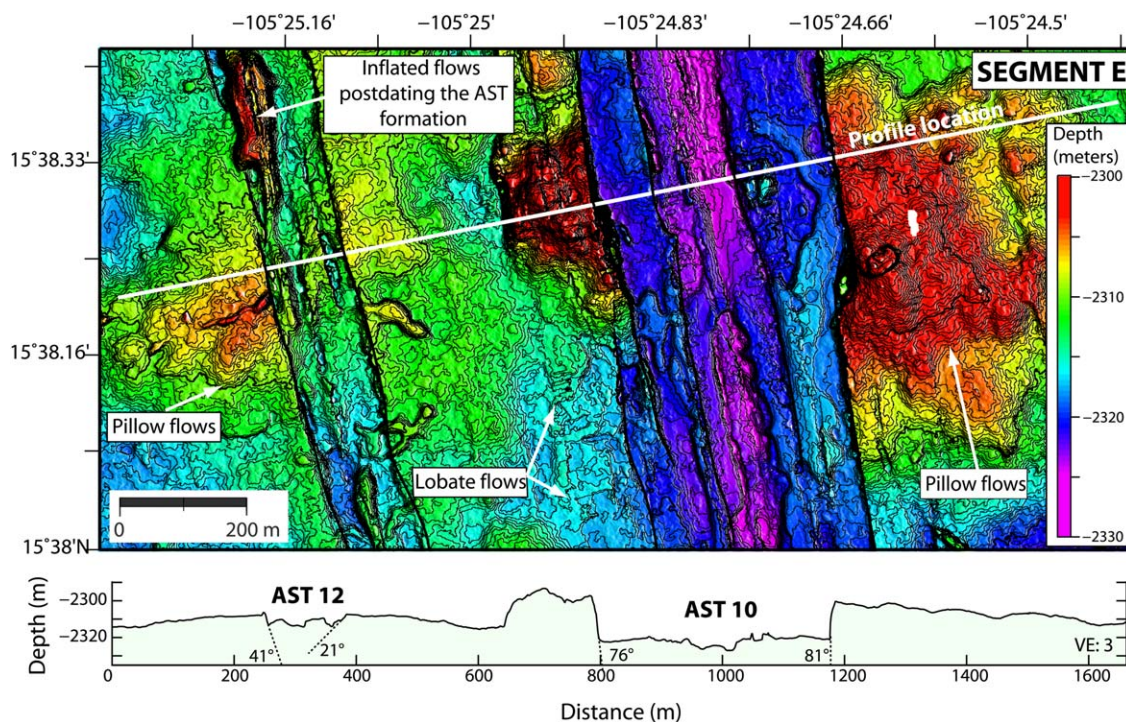 −105°25.16' −105°25' −105°24.83' −105°24.66' −105°24.5'
Inflated flows
postdating the AST
formation
SEGMENT E
Profile location
Depth
(meters)
15°38.33'
−2300
−2310
−2320
−2330
15°38.16'
Pillow flows
Lobate flows
Pillow flows
0 200 m
15°38'N
Depth (m)
−2300
−2320
AST 12
AST 10
41°
21°
76°
81°
VE: 3
0 200 400 600 800 1000 1200 1400 1600
Distance (m)